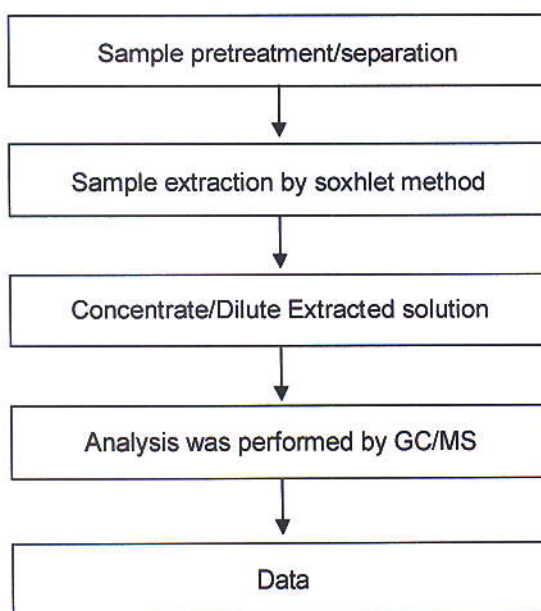 Sample pretreatment/separation
Sample extraction by soxhlet method
Concentrate/Dilute Extracted solution
Analysis was performed by GC/MS
Data